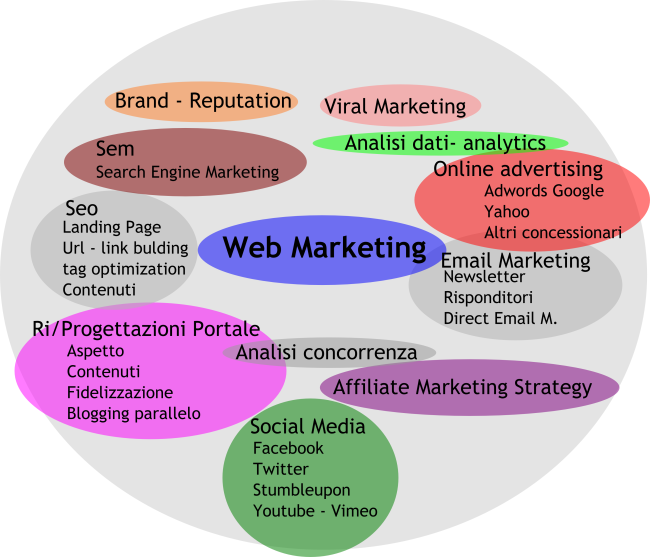 Brand - Reputation
Viral Marketing
Analisi dati- analytics
Sem
Search Engine Marketing
Online advertising
Adwords Google
Yahoo
Altri concessionari
Seo
Landing Page
Url - link bulding
tag optimization
Contenuti
Web Marketing
Email Marketing
Newsletter
Risponditori
Direct Email M.
Ri/Progettazioni Portale
Aspetto
Contenuti
Fidelizzazione
Blogging parallelo
Analisi concorrenza
Affiliate Marketing Strategy
Social Media
Facebook
Twitter
Stumbleupon
Youtube - Vimeo